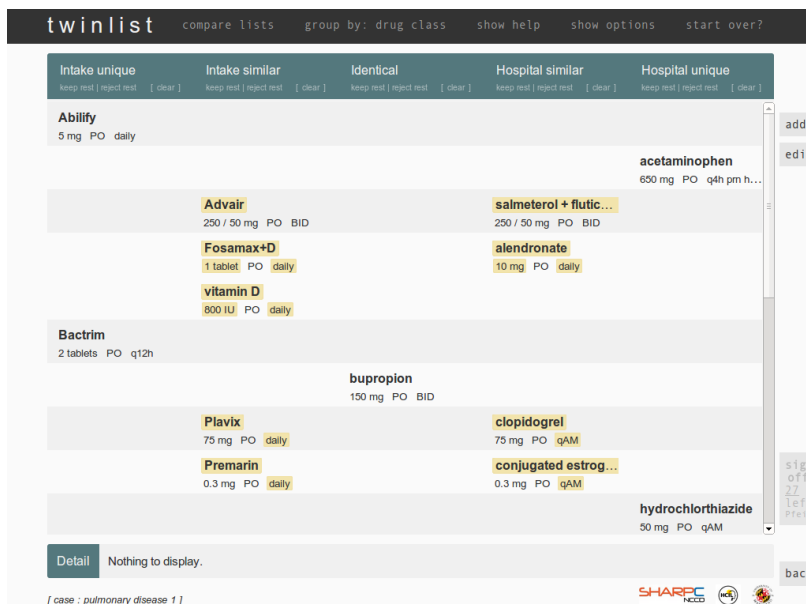 twinlist compare lists group by: drug class show help show options start over?
Intake unique Intake similar Identical Hospital similar Hospital unique
keep rest | reject rest [ clear ] keep rest | reject rest [ clear ] keep rest | reject rest [ clear ] keep rest | reject rest [ clear ] keep rest | reject rest [ clear ]
Abilify
5 mg PO daily
add
edi
acetaminophen
650 mg PO q4h prn h...
Advair salmeterol + flutic...
250 / 50 mg PO BID 250 / 50 mg PO BID
Fosamax+D alendronate
1 tablet PO daily 10 mg PO daily
vitamin D
800 IU PO daily
Bactrim
2 tablets PO q12h
bupropion
150 mg PO BID
Plavix clopidogrel
75 mg PO daily 75 mg PO qAM
Premarin conjugated estrog...
0.3 mg PO daily 0.3 mg PO qAM
sig
off
27
lef
hydrochlorthiazide
50 mg PO qAM
Detail Nothing to display.
bac
[ case : pulmonary disease 1 ]
SHARPC
NCCD
HCIL